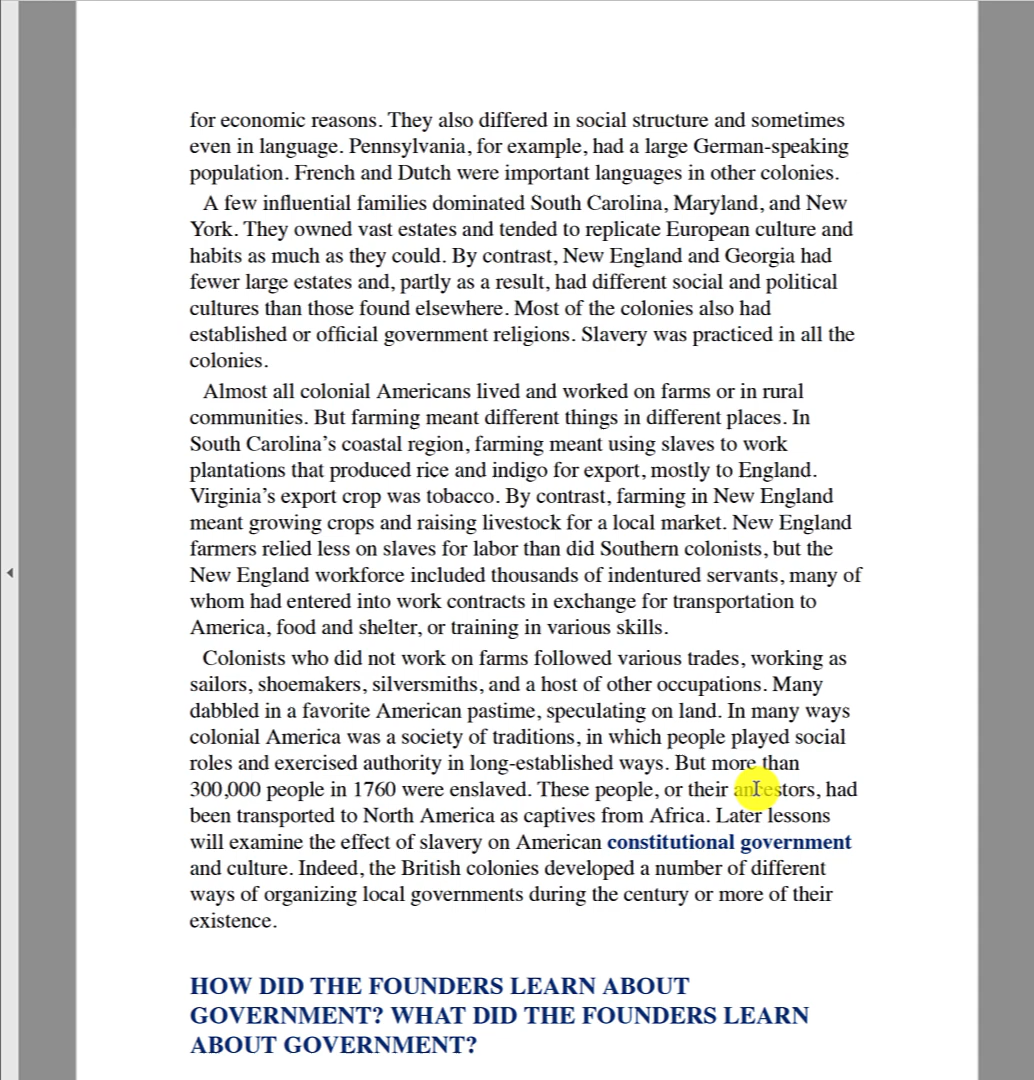 for economic reasons. They also differed in social structure and sometimes
even in language. Pennsylvania, for example, had a large German-speaking
population. French and Dutch were important languages in other colonies.
A few influential families dominated South Carolina, Maryland, and New
York. They owned vast estates and tended to replicate European culture and
habits as much as they could. By contrast, New England and Georgia had
fewer large estates and, partly as a result, had different social and political
cultures than those found elsewhere. Most of the colonies also had
established or official government religions. Slavery was practiced in all the
colonies.
Almost all colonial Americans lived and worked on farms or in rural
communities. But farming meant different things in different places. In
South Carolina’s coastal region, farming meant using slaves to work
plantations that produced rice and indigo for export, mostly to England.
Virginia’s export crop was tobacco. By contrast, farming in New England
meant growing crops and raising livestock for a local market. New England
farmers relied less on slaves for labor than did Southern colonists, but the
New England workforce included thousands of indentured servants, many of
whom had entered into work contracts in exchange for transportation to
America, food and shelter, or training in various skills.
Colonists who did not work on farms followed various trades, working as
sailors, shoemakers, silversmiths, and a host of other occupations. Many
dabbled in a favorite American pastime, speculating on land. In many ways
colonial America was a society of traditions, in which people played social
roles and exercised authority in long-established ways. But more than
300,000 people in 1760 were enslaved. These people, or their ancestors, had
been transported to North America as captives from Africa. Later lessons
will examine the effect of slavery on American constitutional government
and culture. Indeed, the British colonies developed a number of different
ways of organizing local governments during the century or more of their
existence.
HOW DID THE FOUNDERS LEARN ABOUT
GOVERNMENT? WHAT DID THE FOUNDERS LEARN
ABOUT GOVERNMENT?